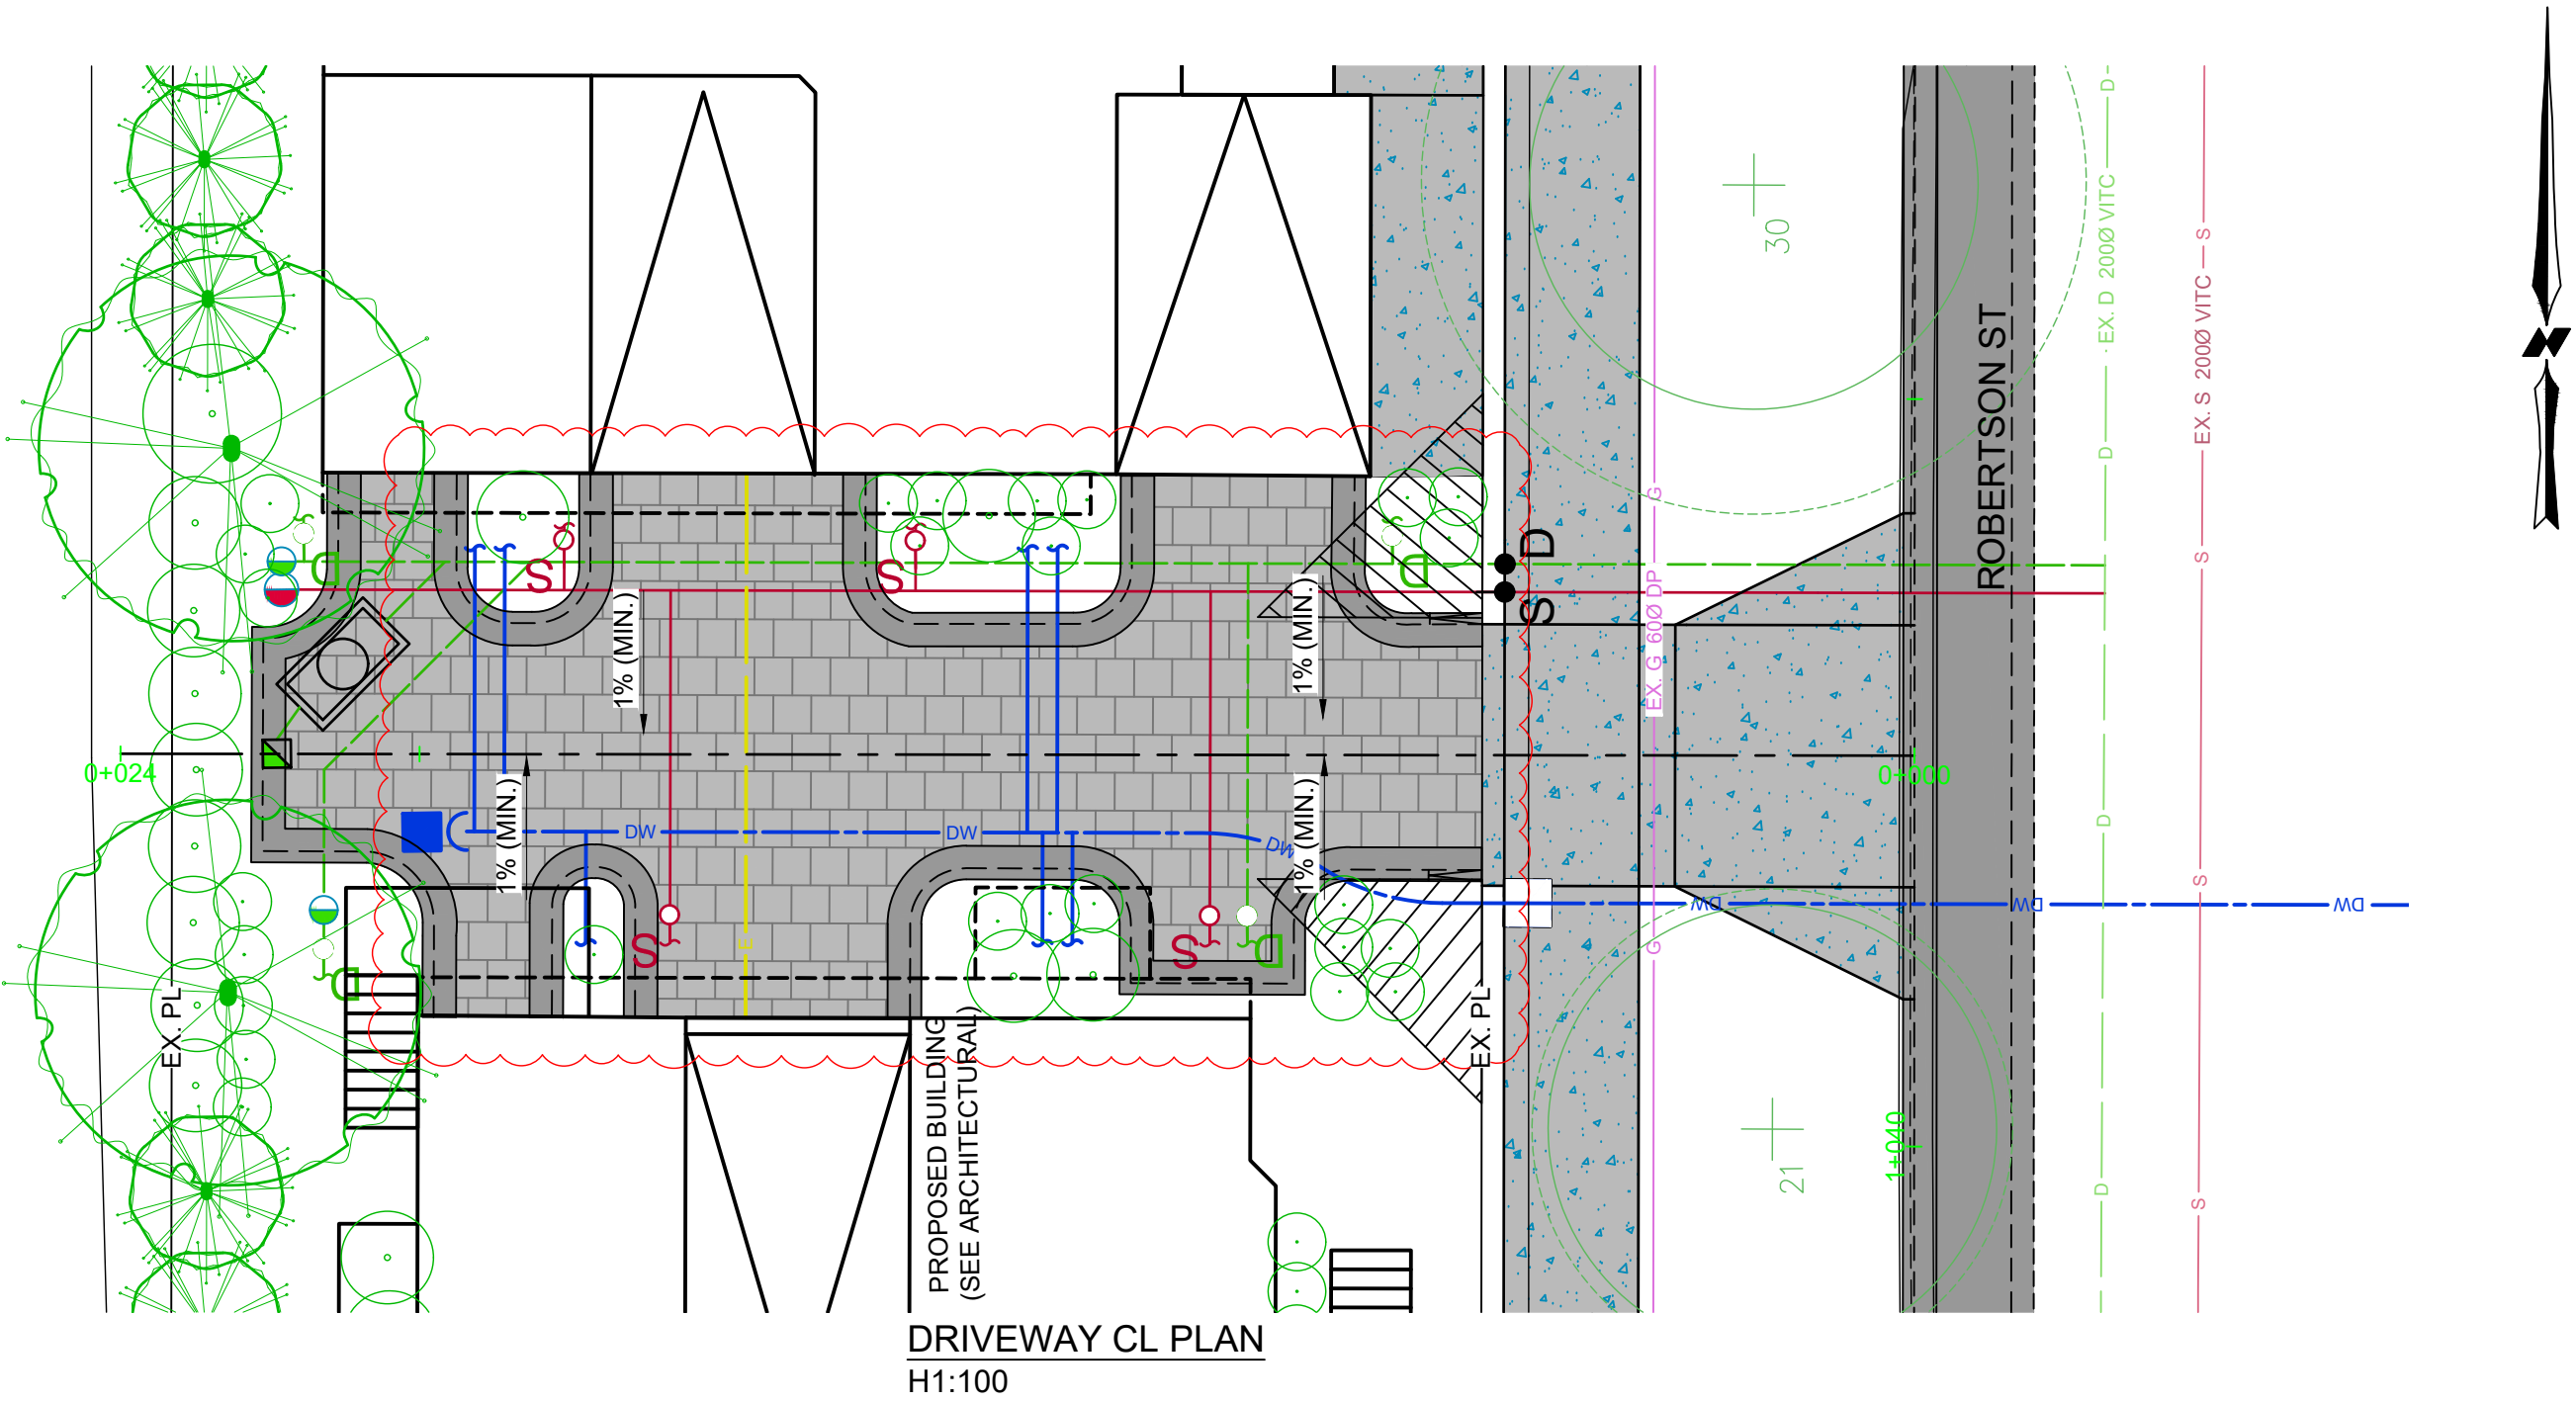 D
EX. D 200Ø VITC
S
EX. S 200Ø VITC
30
ROBERTSON ST
G
D
S
D
S
S
D
D
S
EX. G 60Ø DP
1% (MIN.)
1% (MIN.)
0+024
0+000
DW
DW
DW
1% (MIN.)
1% (MIN.)
D
S
DW
DW
DW
E
G
S
S
D
D
EX. PL
EX. PL
PROPOSED BUILDING
(SEE ARCHITECTURAL)
1+040
21
D
S
DRIVEWAY CL PLAN
H1:100
N